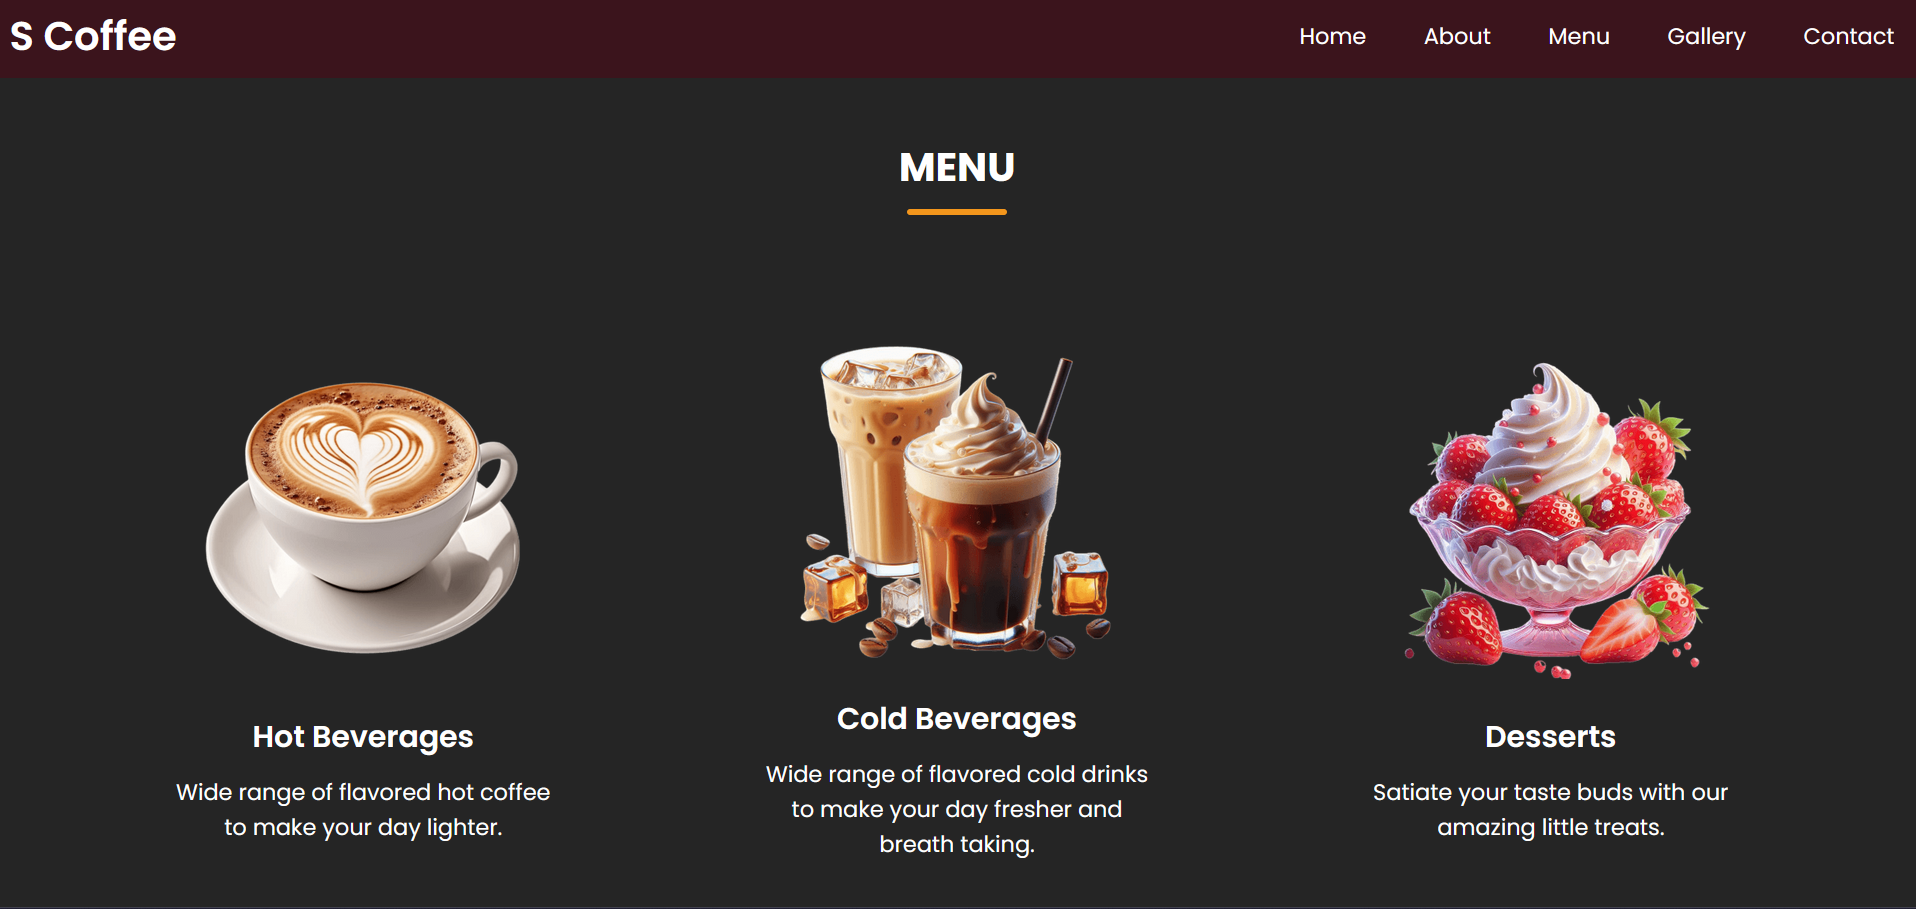 S Coffee
Home About Menu Gallery Contact
MENU
Hot Beverages
Wide range of flavored hot coffee
to make your day lighter.
Cold Beverages
Wide range of flavored cold drinks
to make your day fresher and
breath taking.
Desserts
Satiate your taste buds with our
amazing little treats.